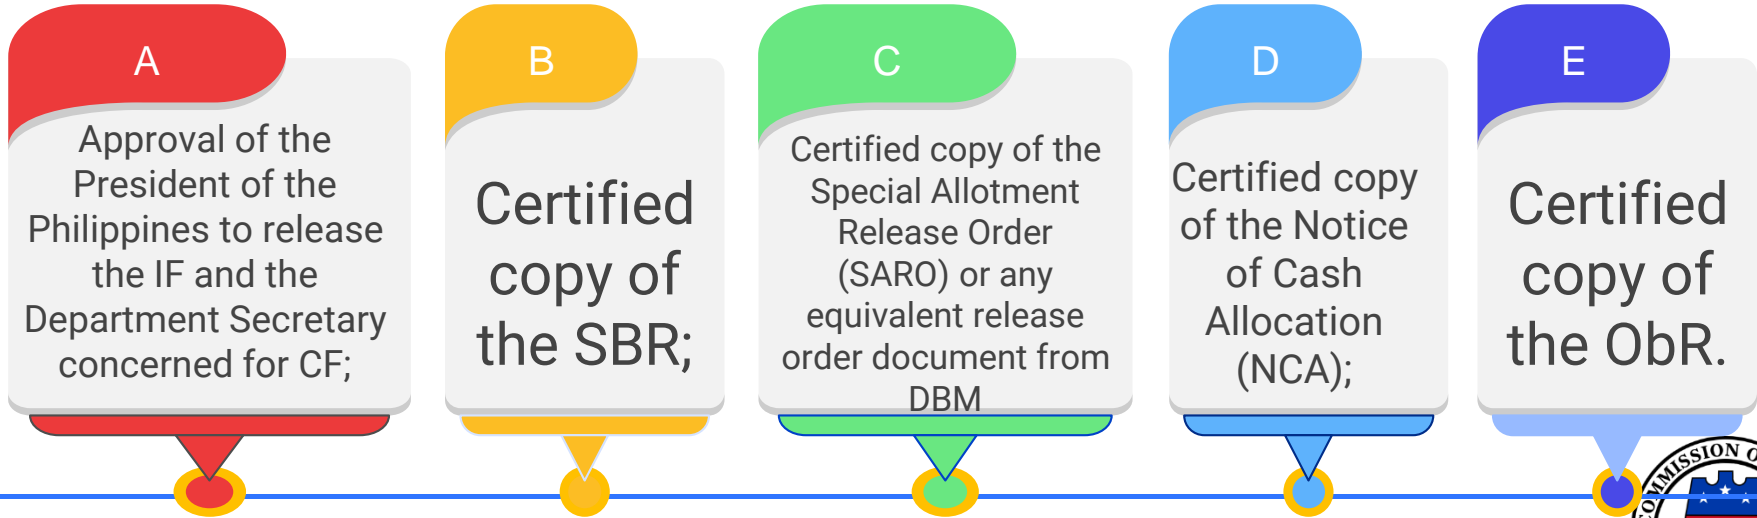 A
Approval of the
President of the
Philippines to release
the IF and the
Department Secretary
concerned for CF;
B
Certified
copy of
the SBR;
C
Certified copy of the
Special Allotment
Release Order
(SARO) or any
equivalent release
order document from
DBM
D
Certified copy
of the Notice
of Cash
Allocation
(NCA);
E
Certified
copy of
the ObR.
OMMISSION O